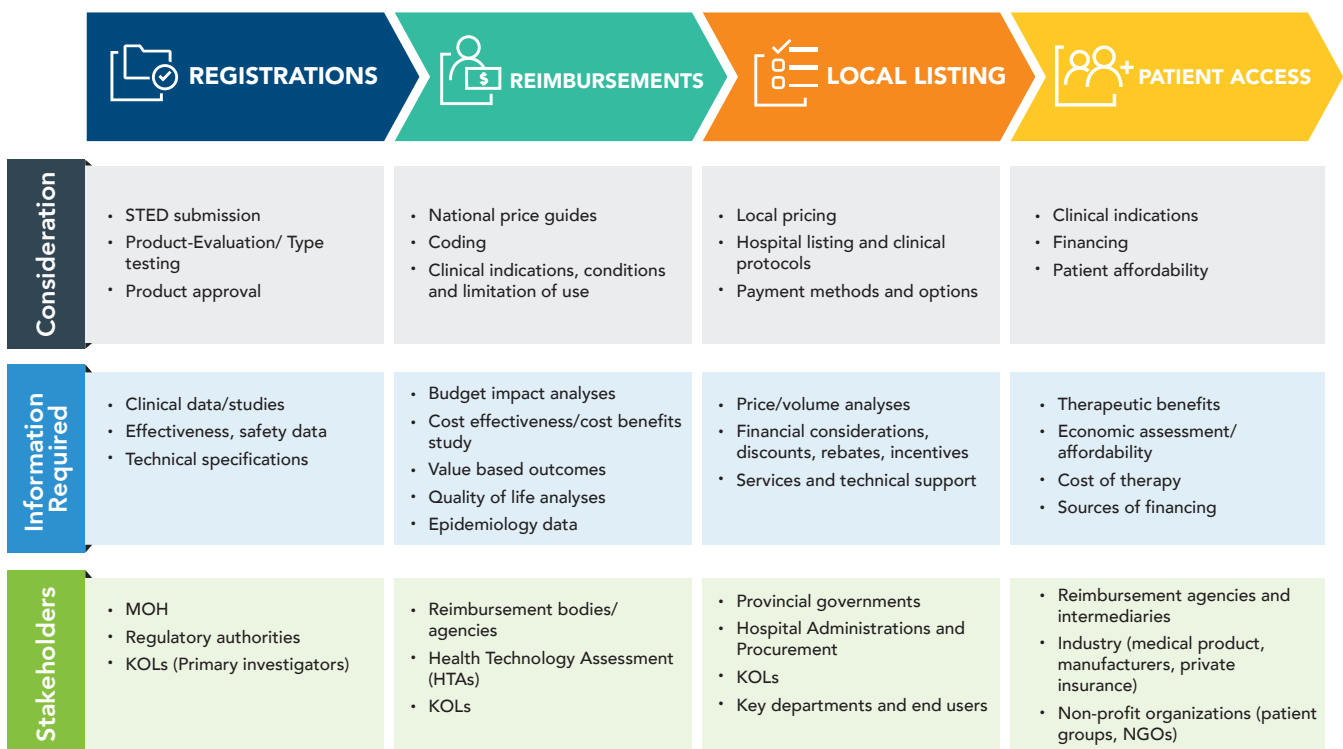 REGISTRATIONS
REIMBURSEMENTS
LOCAL LISTING
PATIENT ACCESS
Consideration
• STED submission
• Product-Evaluation/ Type
testing
• Product approval
• National price guides
• Coding
• Clinical indications, conditions
and limitation of use
• Local pricing
• Hospital listing and clinical
protocols
• Payment methods and options
• Clinical indications
• Financing
• Patient affordability
Information
Required
• Clinical data/studies
• Effectiveness, safety data
• Technical specifications
• Budget impact analyses
• Cost effectiveness/cost benefits
study
• Value based outcomes
• Quality of life analyses
• Epidemiology data
• Price/volume analyses
• Financial considerations,
discounts, rebates, incentives
• Services and technical support
• Therapeutic benefits
• Economic assessment/
affordability
• Cost of therapy
• Sources of financing
Stakeholders
• MOH
• Regulatory authorities
• KOLs (Primary investigators)
• Reimbursement bodies/
agencies
• Health Technology Assessment
(HTAs)
• KOLs
• Provincial governments
• Hospital Administrations and
Procurement
• KOLs
• Key departments and end users
• Reimbursement agencies and
intermediaries
• Industry (medical product,
manufacturers, private
insurance)
• Non-profit organizations (patient
groups, NGOs)